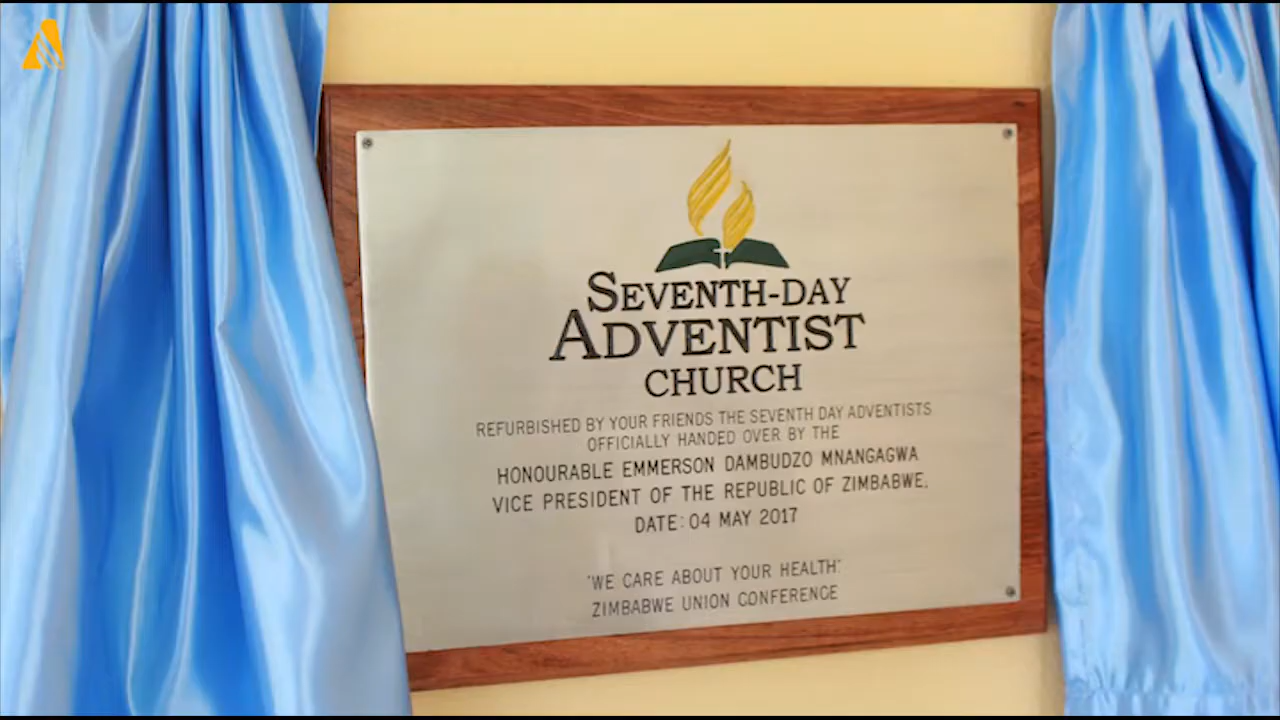 SEVENTH-DAY
ADVENTIST
CHURCH
REFURBISHED BY YOUR FRIENDS THE SEVENTH DAY ADVENTISTS
OFFICIALLY HANDED OVER BY THE
HONOURABLE EMMERSON DAMBUDZO MNANGAGWA
VICE PRESIDENT OF THE REPUBLIC OF ZIMBABWE,
DATE: 04 MAY 2017
"WE CARE ABOUT YOUR HEALTH"
ZIMBABWE UNION CONFERENCE